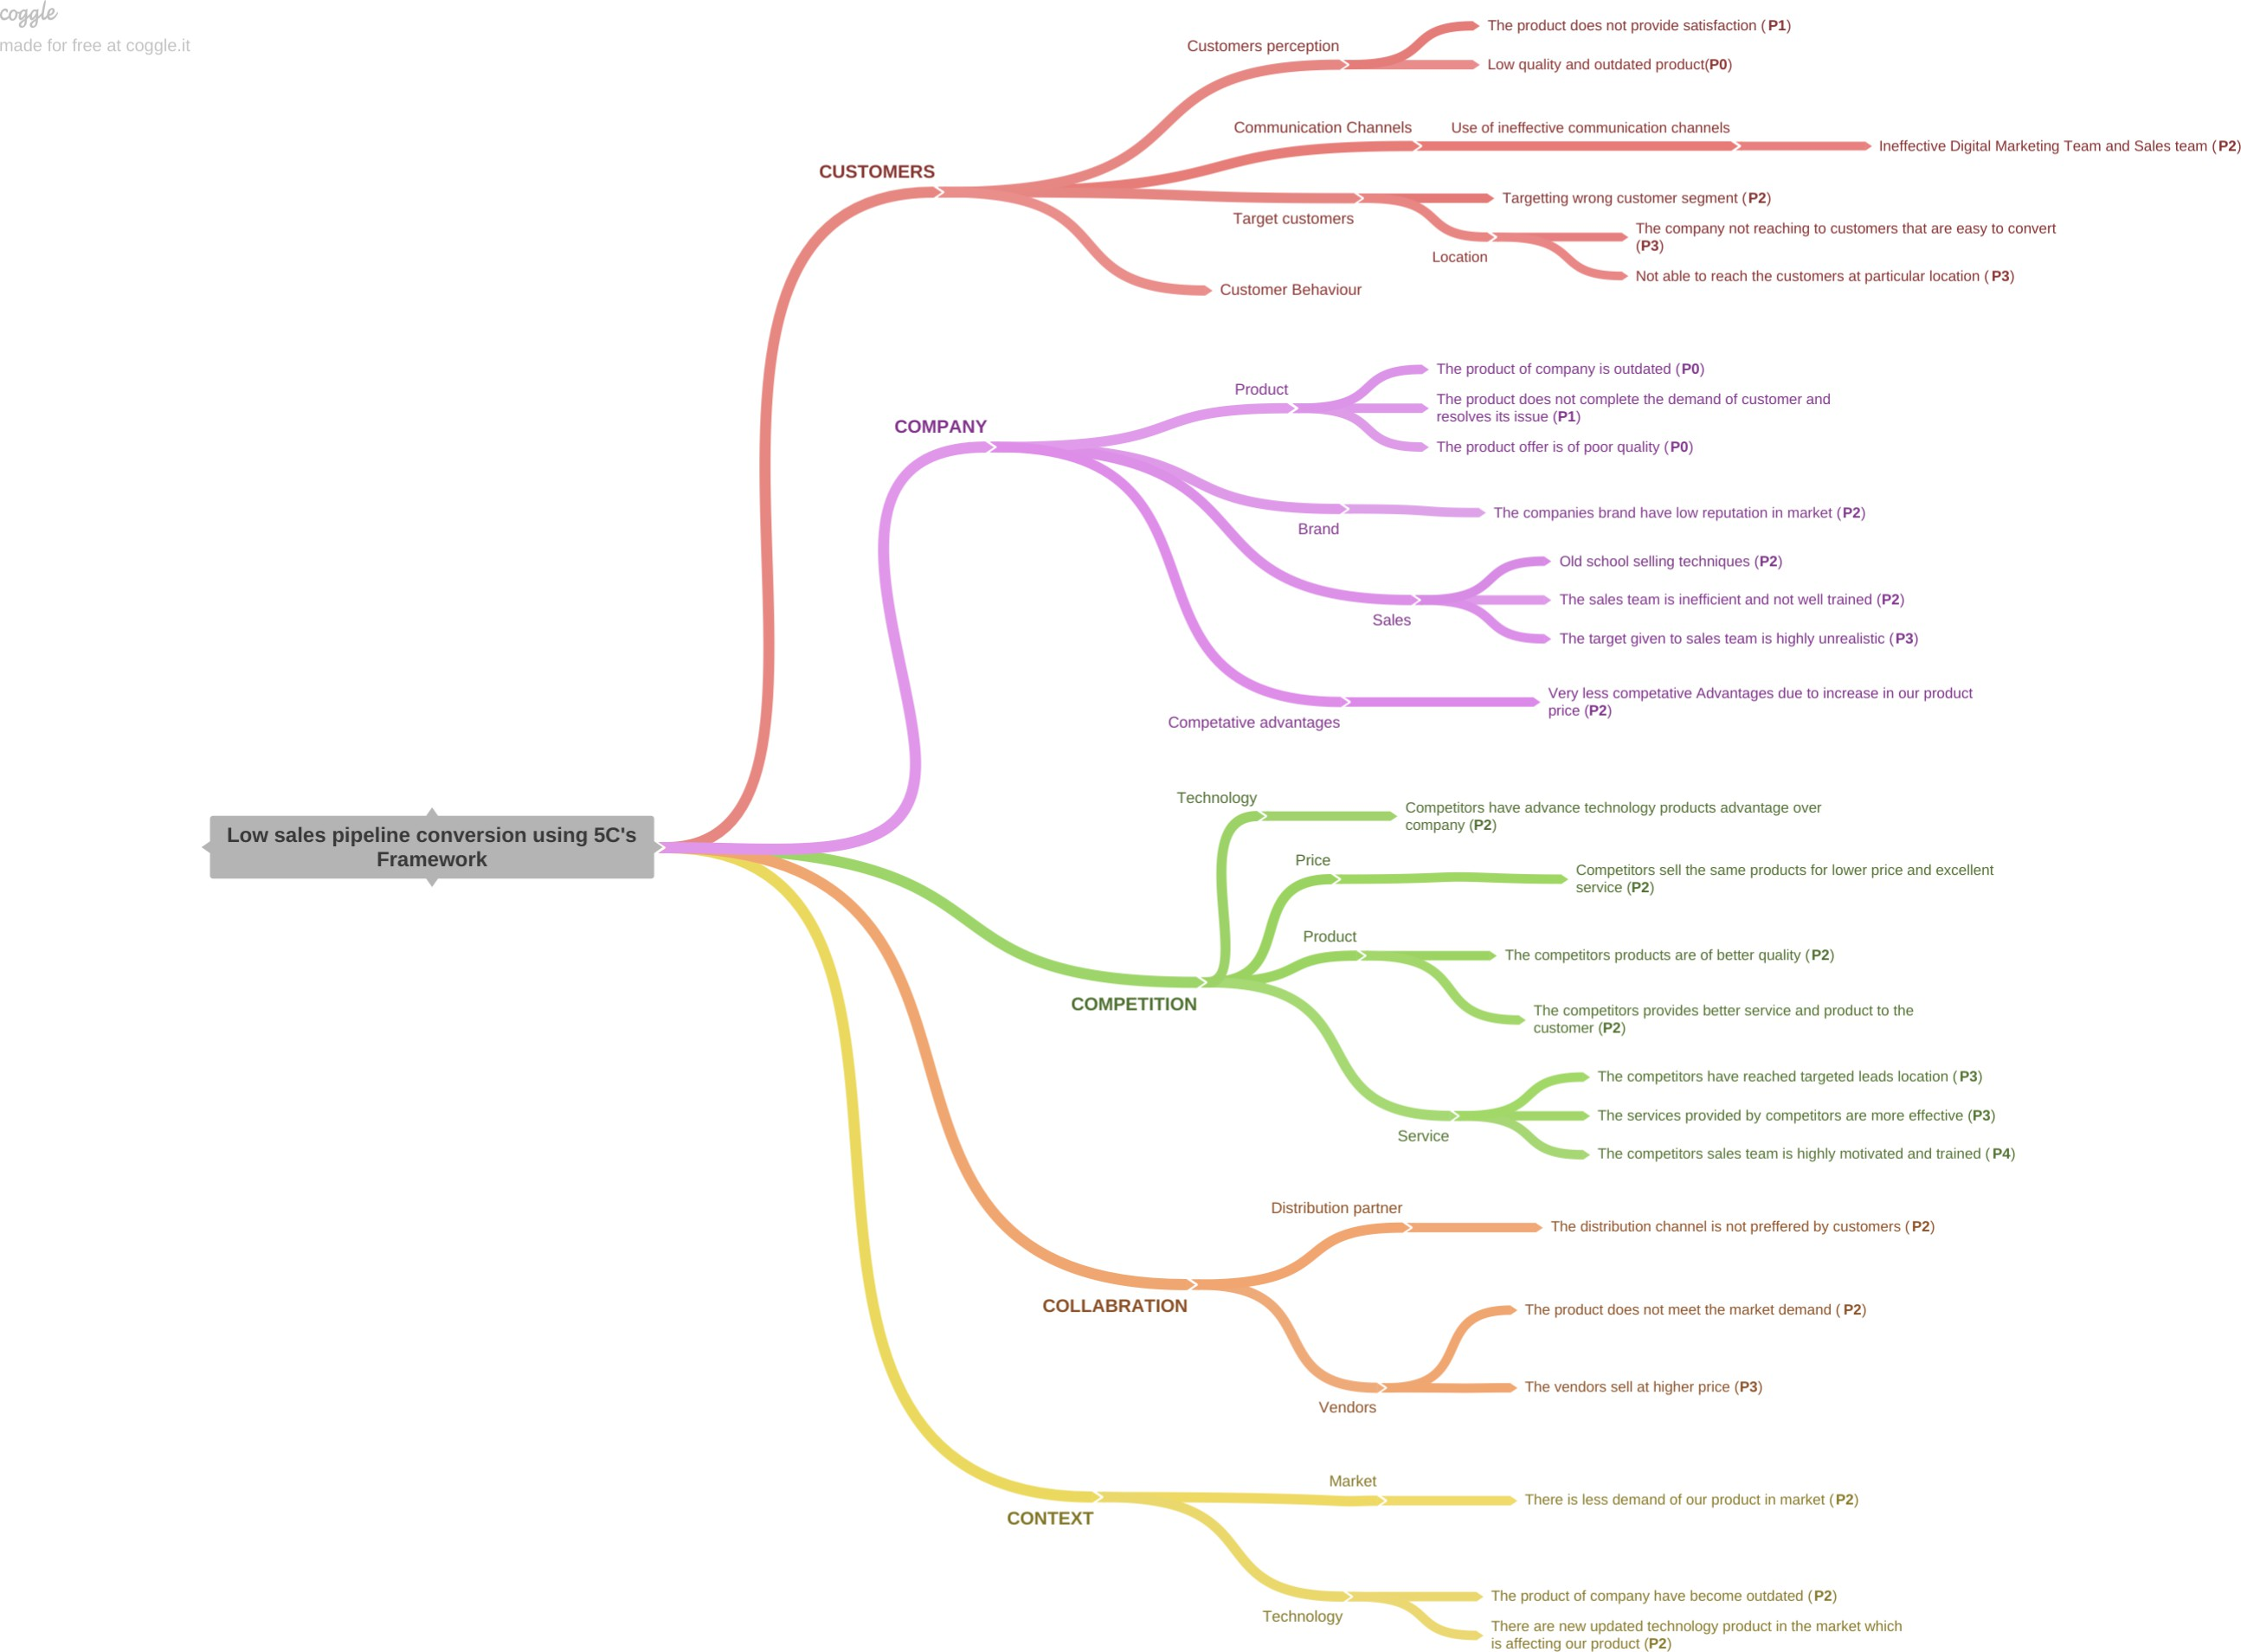 coggle
made for free at coggle.it
Low sales pipeline conversion using 5C's
Framework
CUSTOMERS
Customers perception
The product does not provide satisfaction (P1)
Low quality and outdated product(P0)
Communication Channels
Use of ineffective communication channels
Ineffective Digital Marketing Team and Sales team (P2)
Target customers
Targetting wrong customer segment (P2)
Location
The company not reaching to customers that are easy to convert
(P3)
Not able to reach the customers at particular location (P3)
Customer Behaviour
COMPANY
Product
The product of company is outdated (P0)
The product does not complete the demand of customer and
resolves its issue (P1)
The product offer is of poor quality (P0)
Brand
The companies brand have low reputation in market (P2)
Sales
Old school selling techniques (P2)
The sales team is inefficient and not well trained (P2)
The target given to sales team is highly unrealistic (P3)
Competative advantages
Very less competative Advantages due to increase in our product
price (P2)
COMPETITION
Technology
Competitors have advance technology products advantage over
company (P2)
Price
Competitors sell the same products for lower price and excellent
service (P2)
Product
The competitors products are of better quality (P2)
The competitors provides better service and product to the
customer (P2)
Service
The competitors have reached targeted leads location (P3)
The services provided by competitors are more effective (P3)
The competitors sales team is highly motivated and trained (P4)
COLLABRATION
Distribution partner
The distribution channel is not preffered by customers (P2)
Vendors
The product does not meet the market demand (P2)
The vendors sell at higher price (P3)
CONTEXT
Market
There is less demand of our product in market (P2)
Technology
The product of company have become outdated (P2)
There are new updated technology product in the market which
is affecting our product (P2)